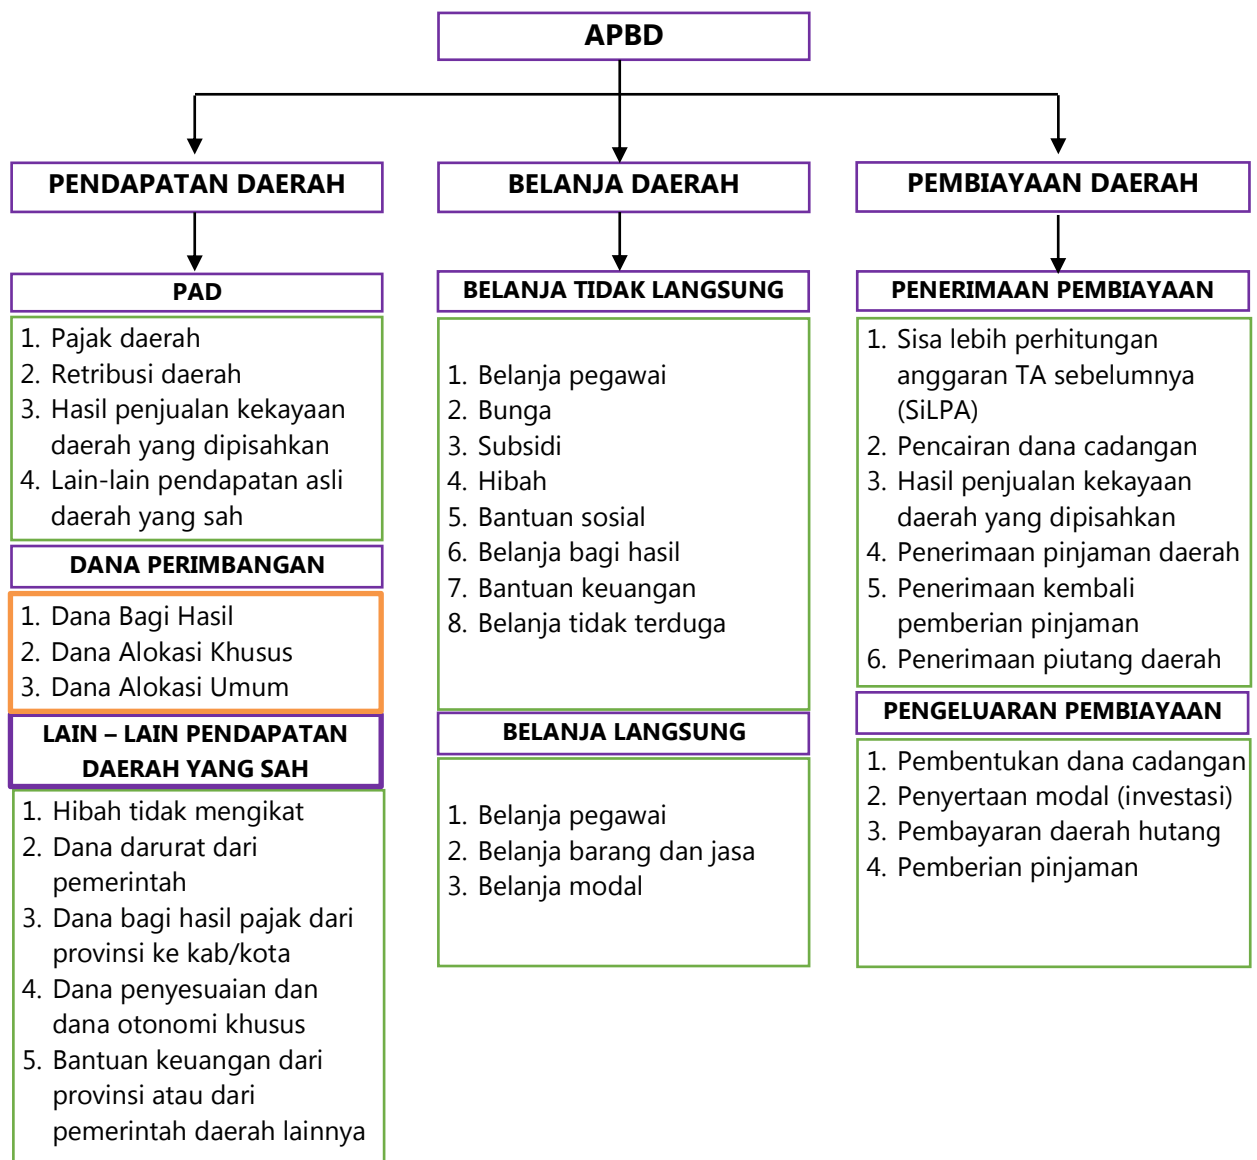 APBD
PENDAPATAN DAERAH
PAD
1. Pajak daerah
2. Retribusi daerah
3. Hasil penjualan kekayaan
daerah yang dipisahkan
4. Lain-lain pendapatan asli
daerah yang sah
DANA PERIMBANGAN
1. Dana Bagi Hasil
2. Dana Alokasi Khusus
3. Dana Alokasi Umum
LAIN – LAIN PENDAPATAN
DAERAH YANG SAH
1. Hibah tidak mengikat
2. Dana darurat dari
pemerintah
3. Dana bagi hasil pajak dari
provinsi ke kab/kota
4. Dana penyesuaian dan
dana otonomi khusus
5. Bantuan keuangan dari
provinsi atau dari
pemerintah daerah lainnya
BELANJA DAERAH
BELANJA TIDAK LANGSUNG
1. Belanja pegawai
2. Bunga
3. Subsidi
4. Hibah
5. Bantuan sosial
6. Belanja bagi hasil
7. Bantuan keuangan
8. Belanja tidak terduga
BELANJA LANGSUNG
1. Belanja pegawai
2. Belanja barang dan jasa
3. Belanja modal
PEMBIAYAAN DAERAH
PENERIMAAN PEMBIAYAAN
1. Sisa lebih perhitungan
anggaran TA sebelumnya
(SiLPA)
2. Pencairan dana cadangan
3. Hasil penjualan kekayaan
daerah yang dipisahkan
4. Penerimaan pinjaman daerah
5. Penerimaan kembali
pemberian pinjaman
6. Penerimaan piutang daerah
PENGELUARAN PEMBIAYAAN
1. Pembentukan dana cadangan
2. Penyertaan modal (investasi)
3. Pembayaran daerah hutang
4. Pemberian pinjaman